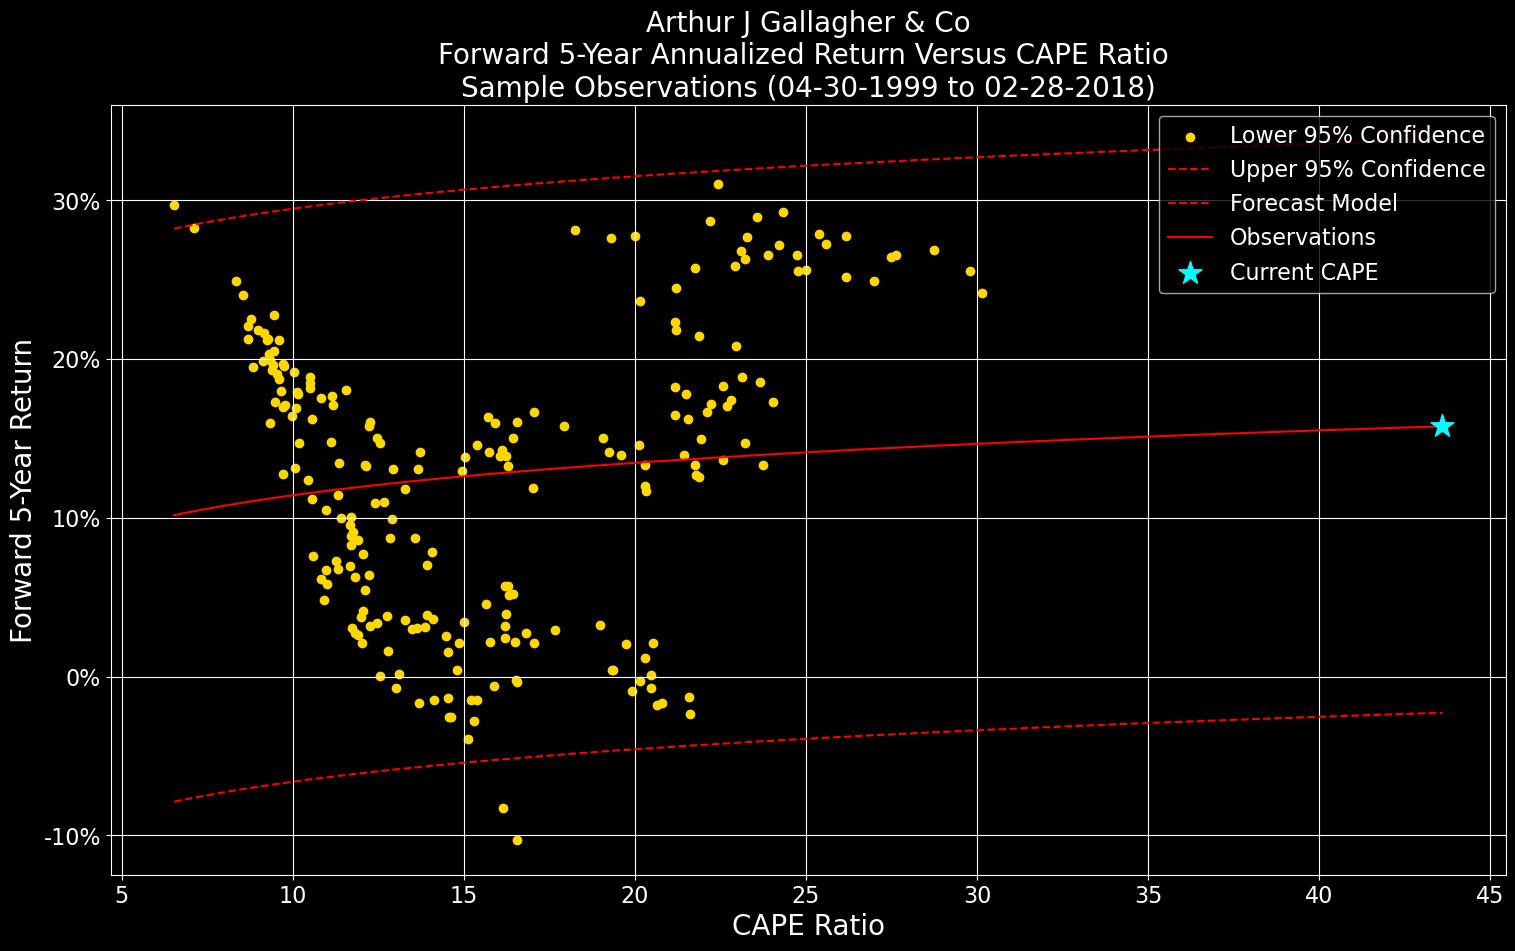 Arthur J Gallagher & Co
Forward 5-Year Annualized Return Versus CAPE Ratio
Sample Observations (04-30-1999 to 02-28-2018)
Lower 95% Confidence
Upper 95% Confidence
Forecast Model
Observations
Current CAPE
Forward 5-Year Return
30%
20%
10%
0%
-10%
5 10 15 20 25 30 35 40 45
CAPE Ratio